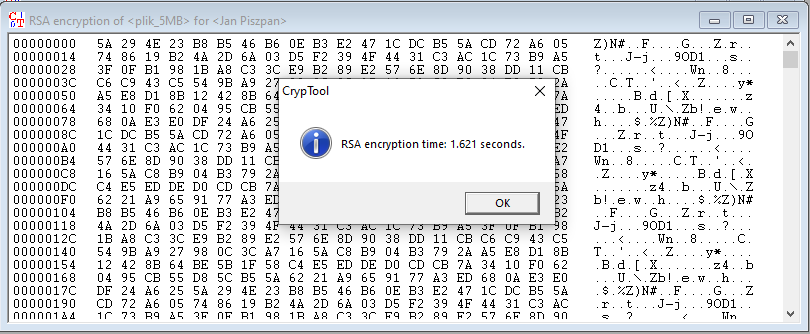 RSA encryption of <plik_5MB> for <Jan Piszpan>
00000000 5A 29 4E 23 B8 B5 46 B6 0E B3 E2 47 1C DC B5 5A CD 72 A6 05 Z)N#..F....G...Z.r..
00000014 74 86 19 B2 4A 2D 6A 03 D5 F2 39 4F 44 31 C3 AC 1C 73 B9 A5 t...J-j...9OD1...s..
00000028 3F 0F B1 98 1B A8 C3 3C E9 B2 89 E2 57 6E 8D 90 38 DD 11 CB ?......<....Wn..8...
0000003C C6 C9 43 C5 54 9B A9 27 ..C.T..'..<..Z....y*
00000050 A5 E8 D1 8B 12 42 8B 64 .....B.d..[.X......z
00000064 34 10 F0 62 04 95 CB 55 4..b...U..\.Zb!.e.w.
00000078 68 0A E3 E0 DF 24 A6 25 h....$.%Z)N#..F....G
0000008C 1C DC B5 5A CD 72 A6 05 ...Z.r..t...J-j...9O
000000A0 44 31 C3 AC 1C 73 B9 A5 D1...s..?......<....
000000B4 57 6E 8D 90 38 DD 11 CB Wn..8.....C.T..'..<.
000000C8 16 5A C8 B9 04 B3 79 2A .Z....y*.....B.d..[.
000000DC C4 E5 ED DE D0 CD CB 7A X......z4..b...U..\.
000000F0 62 21 A9 65 91 77 A3 ED Zb!.e.w.h....$.%Z)N#
00000104 B8 B5 46 B6 0E B3 E2 47 ..F....G...Z.r..t...
00000118 4A 2D 6A 03 D5 F2 39 4F 44 31 C3 AC 1C 73 B9 A5 3F 0F B1 98 J-j...9OD1...s..?...
0000012C 1B A8 C3 3C E9 B2 89 E2 57 6E 8D 90 38 DD 11 CB C6 C9 43 C5 ...<....Wn..8.....C.
00000140 54 9B A9 27 98 0C 3C A7 16 5A C8 B9 04 B3 79 2A A5 E8 D1 8B T..'..<..Z....y*....
00000154 12 42 8B 64 BE 5B 1F 58 C4 E5 ED DE D0 CD CB 7A 34 10 F0 62 .B.d.[.X.......z4..b
00000168 04 95 CB 55 D8 5C B5 5A 62 21 A9 65 91 77 A3 ED 68 0A E3 E0 ...U.\.Zb!.e.w..h...
0000017C DF 24 A6 25 5A 29 4E 23 B8 B5 46 B6 0E B3 E2 47 1C DC B5 5A .$.%Z)N#..F....G...Z
00000190 CD 72 A6 05 74 86 19 B2 4A 2D 6A 03 D5 F2 39 4F 44 31 C3 AC .r..t...J-j...9OD1..
000001A4 1C 73 B9 A5 3F 0F B1 98 1B A8 C3 3C E9 B2 89 E2 57 6E 8D 90 .s..?......<....Wn..
CrypTool
RSA encryption time: 1.621 seconds.
OK